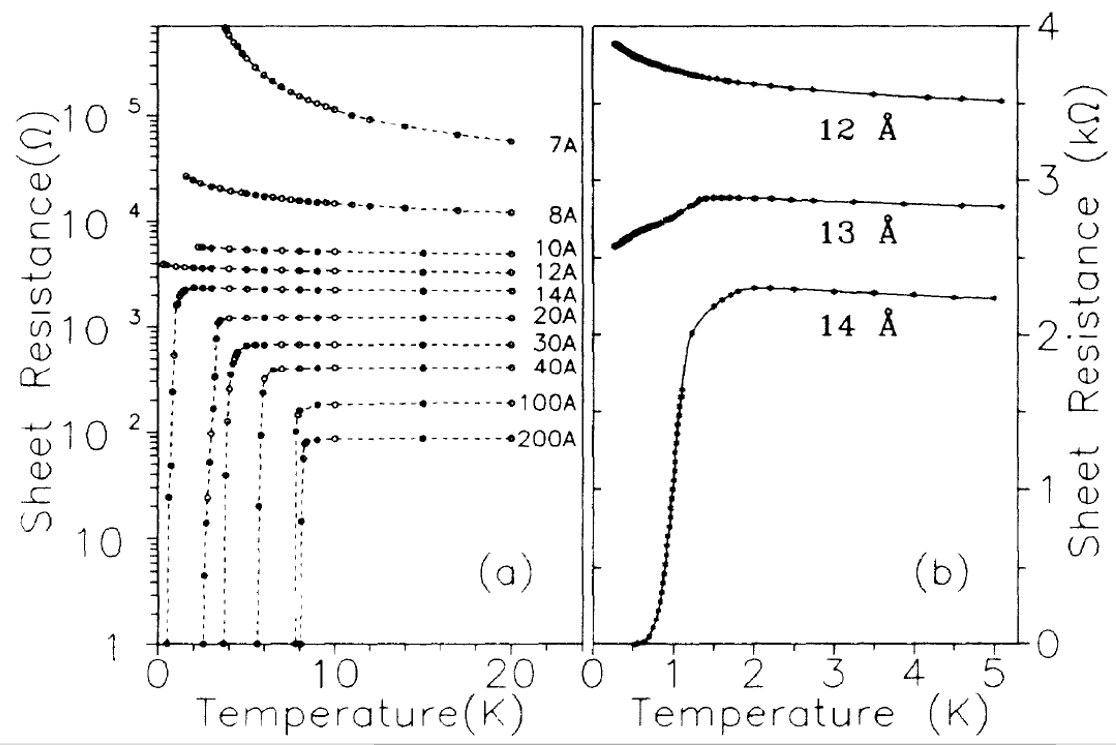 Sheet Resistance(Ω)
10 5
10 4
10 3
10 2
10
1
0 10 20
Temperature(K)
7A
8A
10A
12A
14A
20A
30A
40A
100A
200A
(a)
12 Å
13 Å
14 Å
(b)
0 1 2 3 4 5
Temperature (K)
4
3
2
1
0
Sheet Resistance (kΩ)